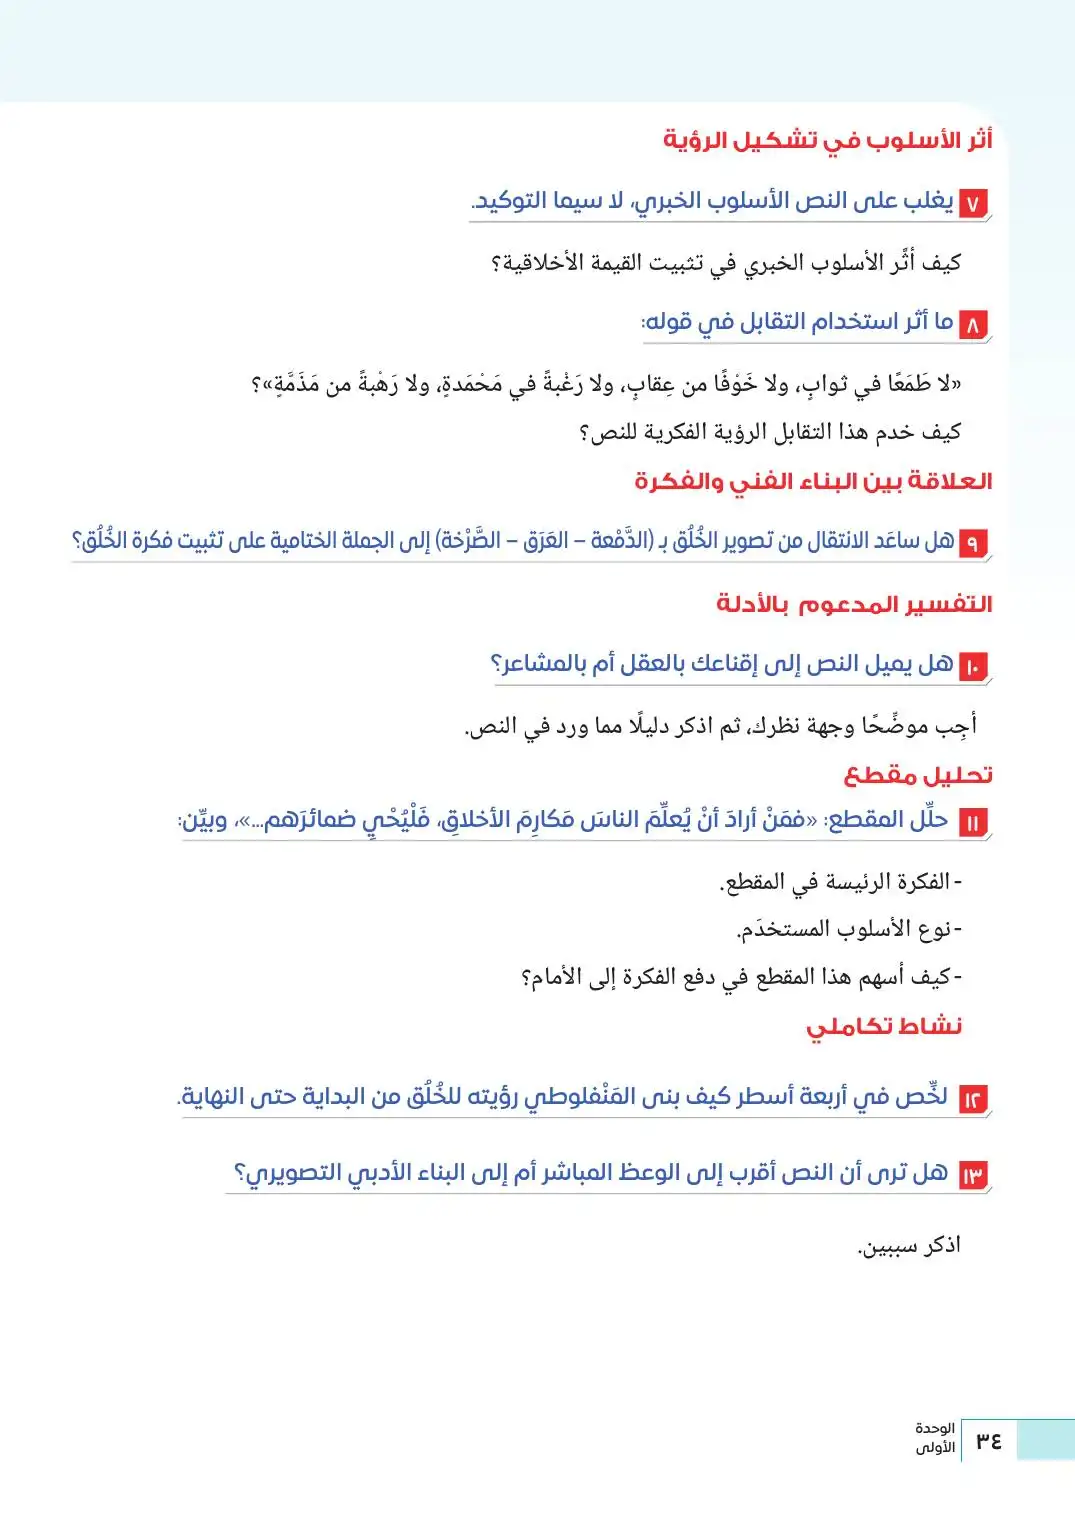 أثر الأسلوب في تشكيل الرؤية
٧ يغلب على النص الأسلوب الخبري، لا سيما التوكيد.
كيف أثَّر الأسلوب الخبري في تثبيت القيمة الأخلاقية؟
٨ ما أثر استخدام التقابل في قوله:
«لا طَمَعًا في ثوابٍ، ولا خَوْفًا من عِقابٍ، ولا رَغْبةً في مَحْمَدةٍ، ولا رَهْبةً من مَذَمَّةٍ»؟
كيف خدم هذا التقابل الرؤية الفكرية للنص؟
العلاقة بين البناء الفني والفكرة
٩ هل ساعَد الانتقال من تصوير الخُلُق بـ (الدَّمْعة – العَرَق – الصَّرْخة) إلى الجملة الختامية على تثبيت فكرة الخُلُق؟
التفسير المدعوم بالأدلة
١٠ هل يميل النص إلى إقناعك بالعقل أم بالمشاعر؟
أجِب موضِّحًا وجهة نظرك، ثم اذكر دليلًا مما ورد في النص.
تحليل مقطع
١١ حلِّل المقطع: «فمَنْ أرادَ أنْ يُعلِّمَ الناسَ مَكارِمَ الأخلاقِ، فَلْيُحْيِ ضمائرَهم...»، وبيِّن:
- الفكرة الرئيسة في المقطع.
- نوع الأسلوب المستخدَم.
- كيف أسهم هذا المقطع في دفع الفكرة إلى الأمام؟
نشاط تكاملي
١٢ لخِّص في أربعة أسطر كيف بنى المَنْفلوطي رؤيته للخُلُق من البداية حتى النهاية.
١٣ هل ترى أن النص أقرب إلى الوعظ المباشر أم إلى البناء الأدبي التصويري؟
اذكر سببين.
٣٤ الوحدة
الأولى